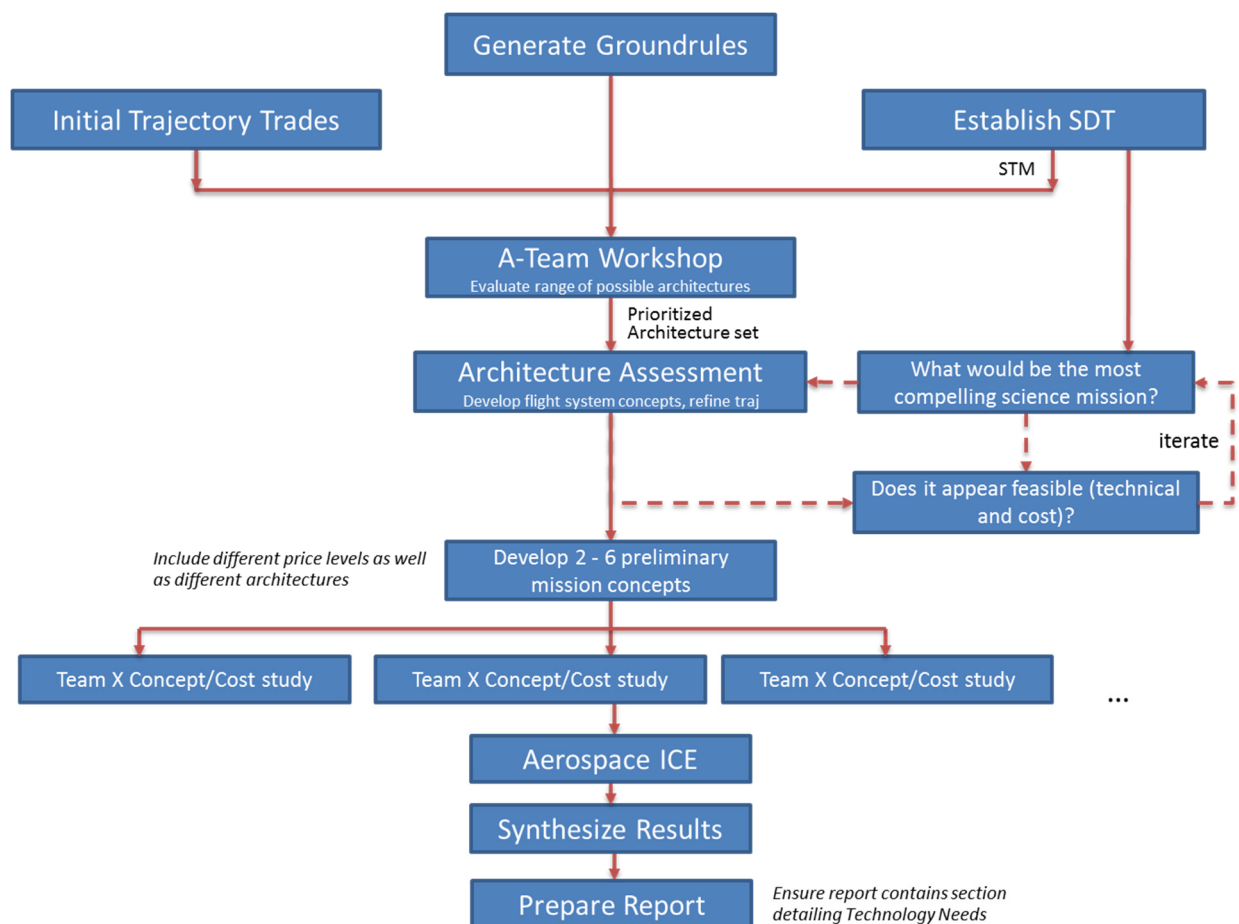 Generate Groundrules
Initial Trajectory Trades
Establish SDT
STM
A-Team Workshop
Evaluate range of possible architectures
Prioritized
Architecture set
Architecture Assessment
Develop flight system concepts, refine traj
What would be the most
compelling science mission?
iterate
Does it appear feasible (technical
and cost)?
Include different price levels as well
as different architectures
Develop 2 - 6 preliminary
mission concepts
Team X Concept/Cost study
Team X Concept/Cost study
Team X Concept/Cost study
...
Aerospace ICE
Synthesize Results
Prepare Report
Ensure report contains section
detailing Technology Needs